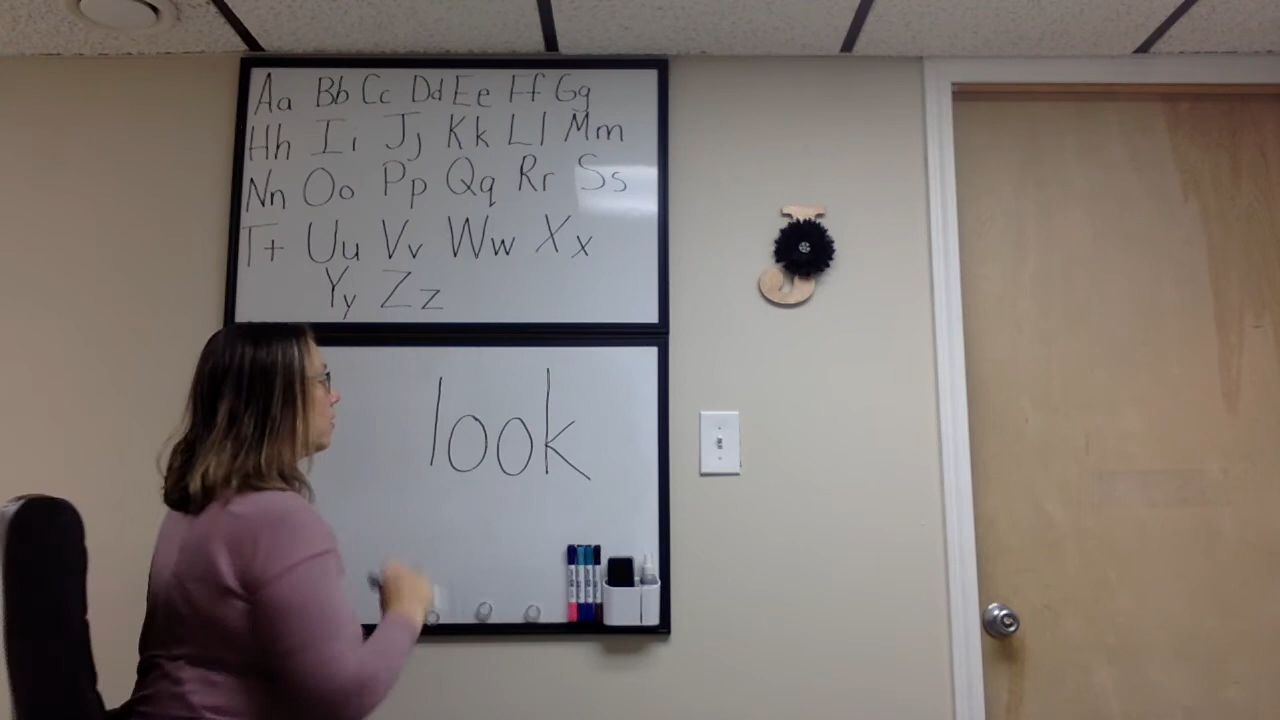 Aa Bb Cc Dd Ee Ff Gg
Hh Ii Jj Kk Ll Mm
Nn Oo Pp Qq Rr Ss
Tt Uu Vv Ww Xx
Yy Zz
look
J